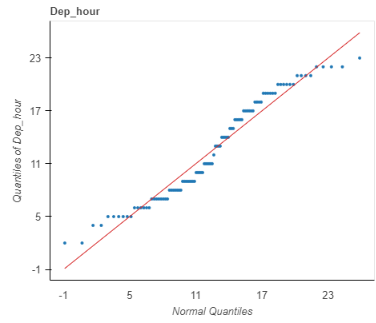 Dep_hour
Quantiles of Dep_hour
23
17
11
5
-1
-1 5 11 17 23
Normal Quantiles